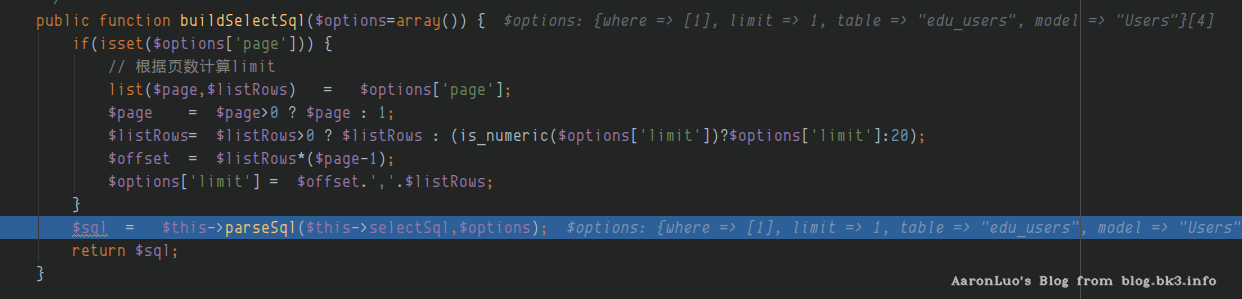 public function buildSelectSql($options=array()) {  $options: {where => [1], limit => 1, table => "edu_users", model => "Users"}[4]
if(isset($options['page'])) {
// 根据页数计算limit
list($page,$listRows)   =   $options['page'];
$page    =  $page>0 ? $page : 1;
$listRows=  $listRows>0 ? $listRows : (is_numeric($options['limit'])?$options['limit']:20);
$offset  =  $listRows*($page-1);
$options['limit'] =  $offset.','.$listRows;
}
$sql  =   $this->parseSql($this->selectSql,$options);  $options: {where => [1], limit => 1, table => "edu_users", model => "Users"
return $sql;
}
AaronLuo's Blog from blog.bk3.info